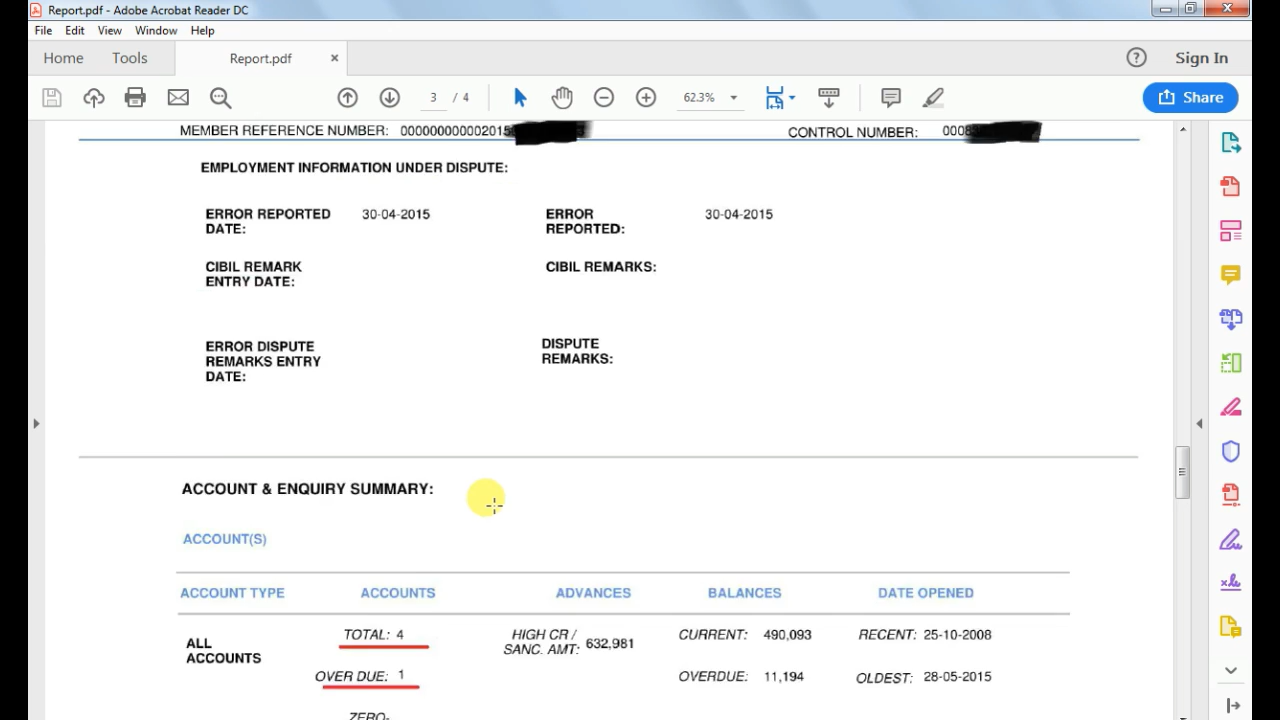 Report.pdf - Adobe Acrobat Reader DC
File Edit View Window Help
Home Tools Report.pdf × ? Sign In
3 / 4 62.3% Share
MEMBER REFERENCE NUMBER: 000000000002015 CONTROL NUMBER: 0008
EMPLOYMENT INFORMATION UNDER DISPUTE:
ERROR REPORTED DATE: 30-04-2015 ERROR REPORTED: 30-04-2015
CIBIL REMARK ENTRY DATE: CIBIL REMARKS:
ERROR DISPUTE REMARKS ENTRY DATE: DISPUTE REMARKS:
ACCOUNT & ENQUIRY SUMMARY:
ACCOUNT(S)
ACCOUNT TYPE ACCOUNTS ADVANCES BALANCES DATE OPENED
ALL ACCOUNTS TOTAL: 4 HIGH CR / SANC. AMT: 632,981 CURRENT: 490,093 RECENT: 25-10-2008
OVER DUE: 1 OVERDUE: 11,194 OLDEST: 28-05-2015
ZERO-